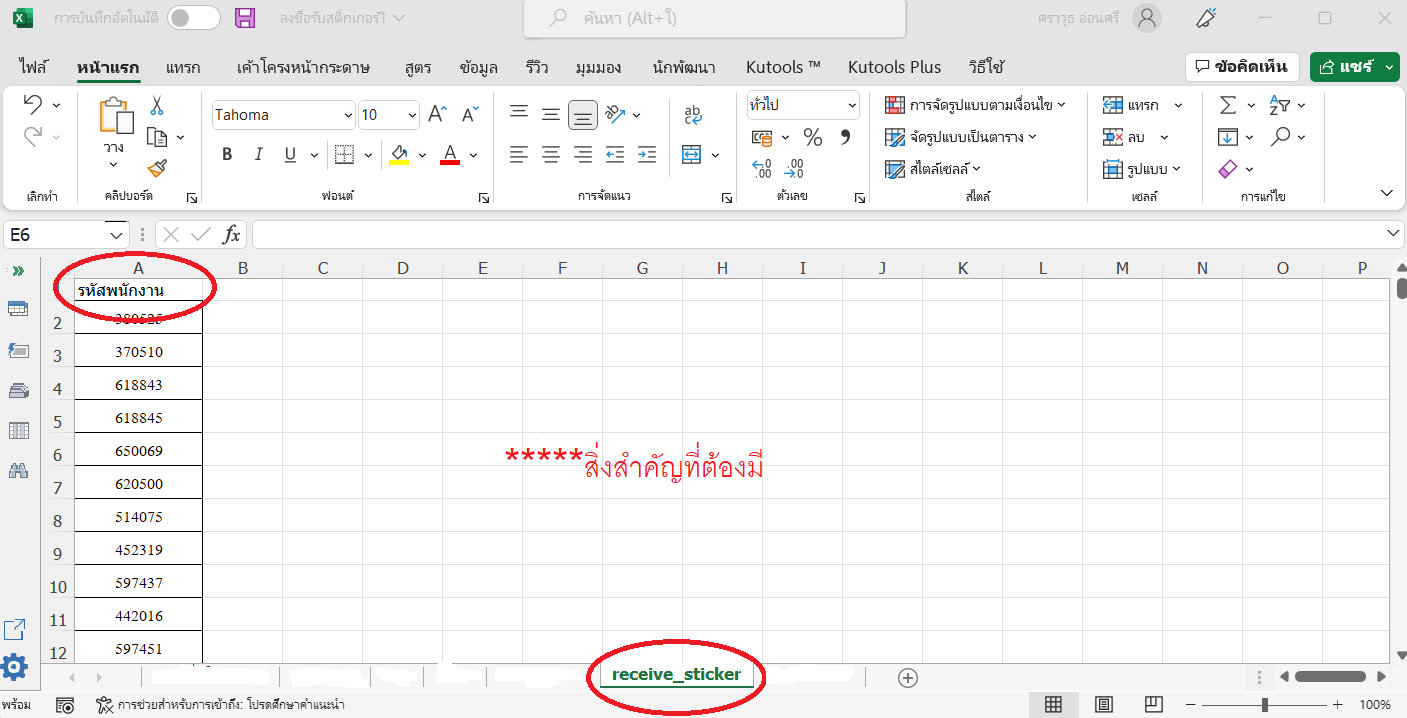 การบันทึกอัตโนมัติ ลงชื่อรับสติ๊กเกอร์1 ค้นหา (Alt+ใ) ศราวุธ อ่อนศรี
ไฟล์ หน้าแรก แทรก เค้าโครงหน้ากระดาษ สูตร ข้อมูล รีวิว มุมมอง นักพัฒนา Kutools ™ Kutools Plus วิธีใช้ ข้อคิดเห็น แชร์
วาง
Tahoma 10
B I U
ab
ทั่วไป
% ,
การจัดรูปแบบตามเงื่อนไข
จัดรูปแบบเป็นตาราง
สไตล์เซลล์
แทรก
ลบ
รูปแบบ
เลิกทำ คลิปบอร์ด ฟอนต์ การจัดแนว ตัวเลข สไตล์ เซลล์ การแก้ไข
E6 fx
A B C D E F G H I J K L M N O P
รหัสพนักงาน
2 380525
3 370510
4 618843
5 618845
6 650069
*****สิ่งสำคัญที่ต้องมี
7 620500
8 514075
9 452319
10 597437
11 442016
12 597451
receive_sticker
พร้อม การช่วยสำหรับการเข้าถึง: โปรดศึกษาคำแนะนำ 100%